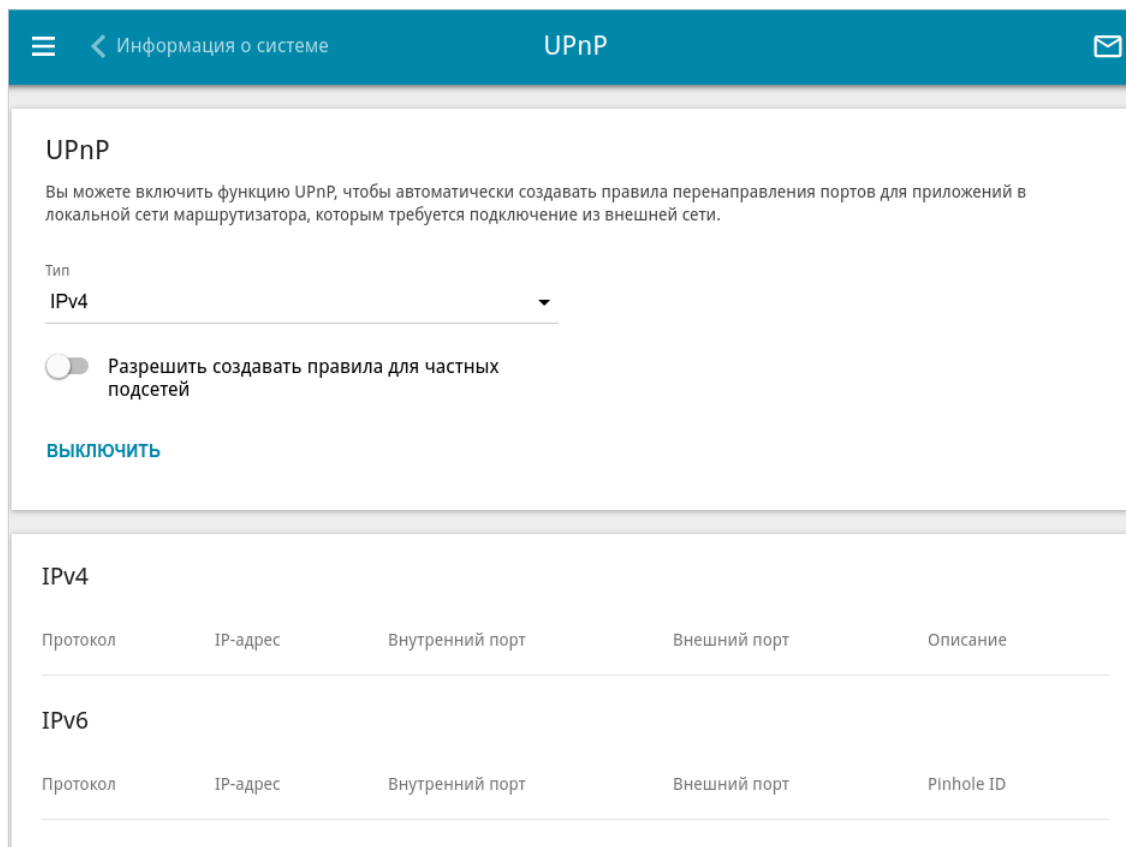 Информация о системе UPnP
UPnP
Вы можете включить функцию UPnP, чтобы автоматически создавать правила перенаправления портов для приложений в
локальной сети маршрутизатора, которым требуется подключение из внешней сети.
Тип
IPv4
Разрешить создавать правила для частных
подсетей
ВЫКЛЮЧИТЬ
IPv4
Протокол IP-адрес Внутренний порт Внешний порт Описание
IPv6
Протокол IP-адрес Внутренний порт Внешний порт Pinhole ID